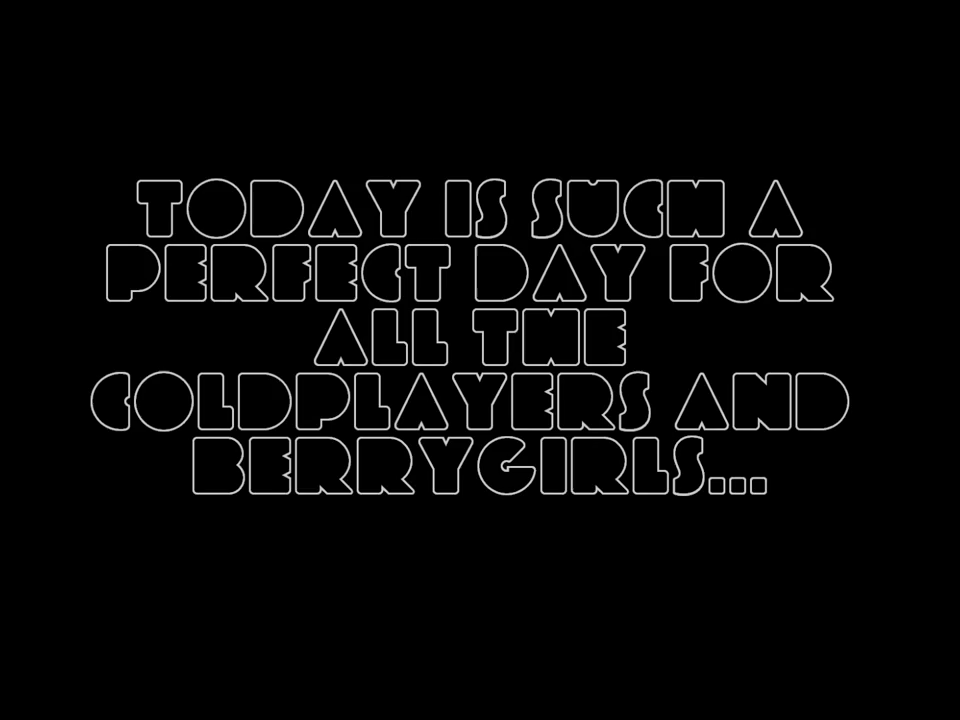 TODAY IS SUCH A
PERFECT DAY FOR
ALL THE
COLDPLAYERS AND
BERRYGIRLS...